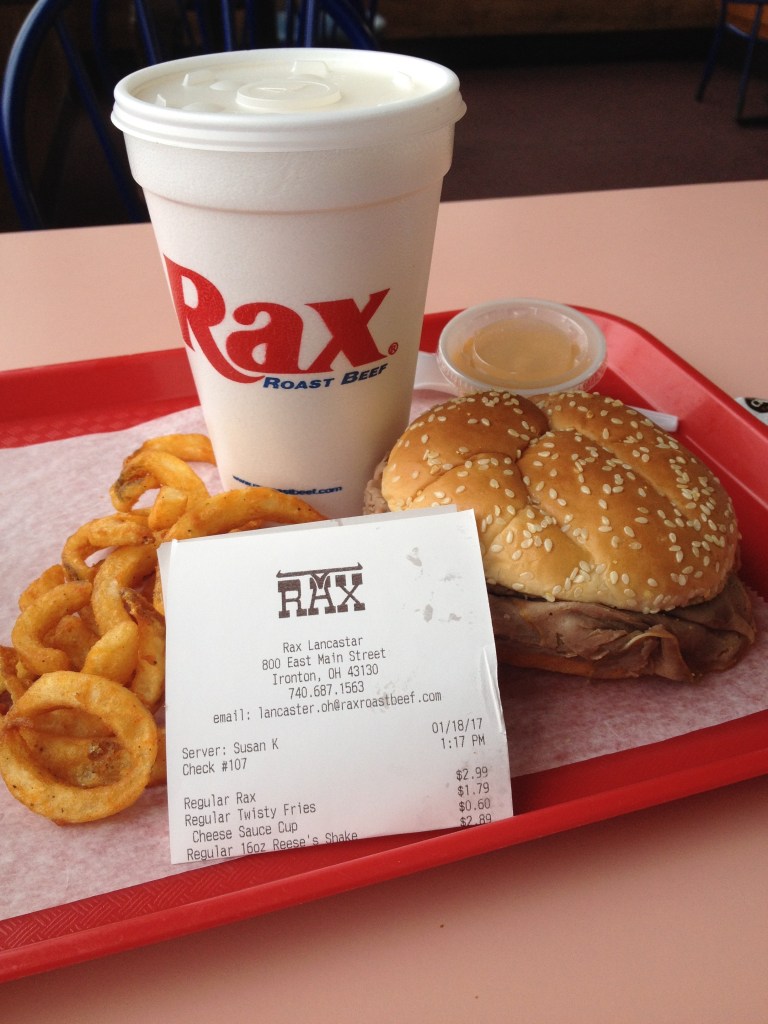 Rax®
ROAST BEEF
RAX
Rax Lancastar
800 East Main Street
Ironton, OH 43130
740.687.1563
email: lancaster.oh@raxroastbeef.com
01/18/17
Server: Susan K 1:17 PM
Check #107
Regular Rax $2.99
Regular Twisty Fries $1.79
Cheese Sauce Cup $0.60
Regular 16oz Reese's Shake $2.89